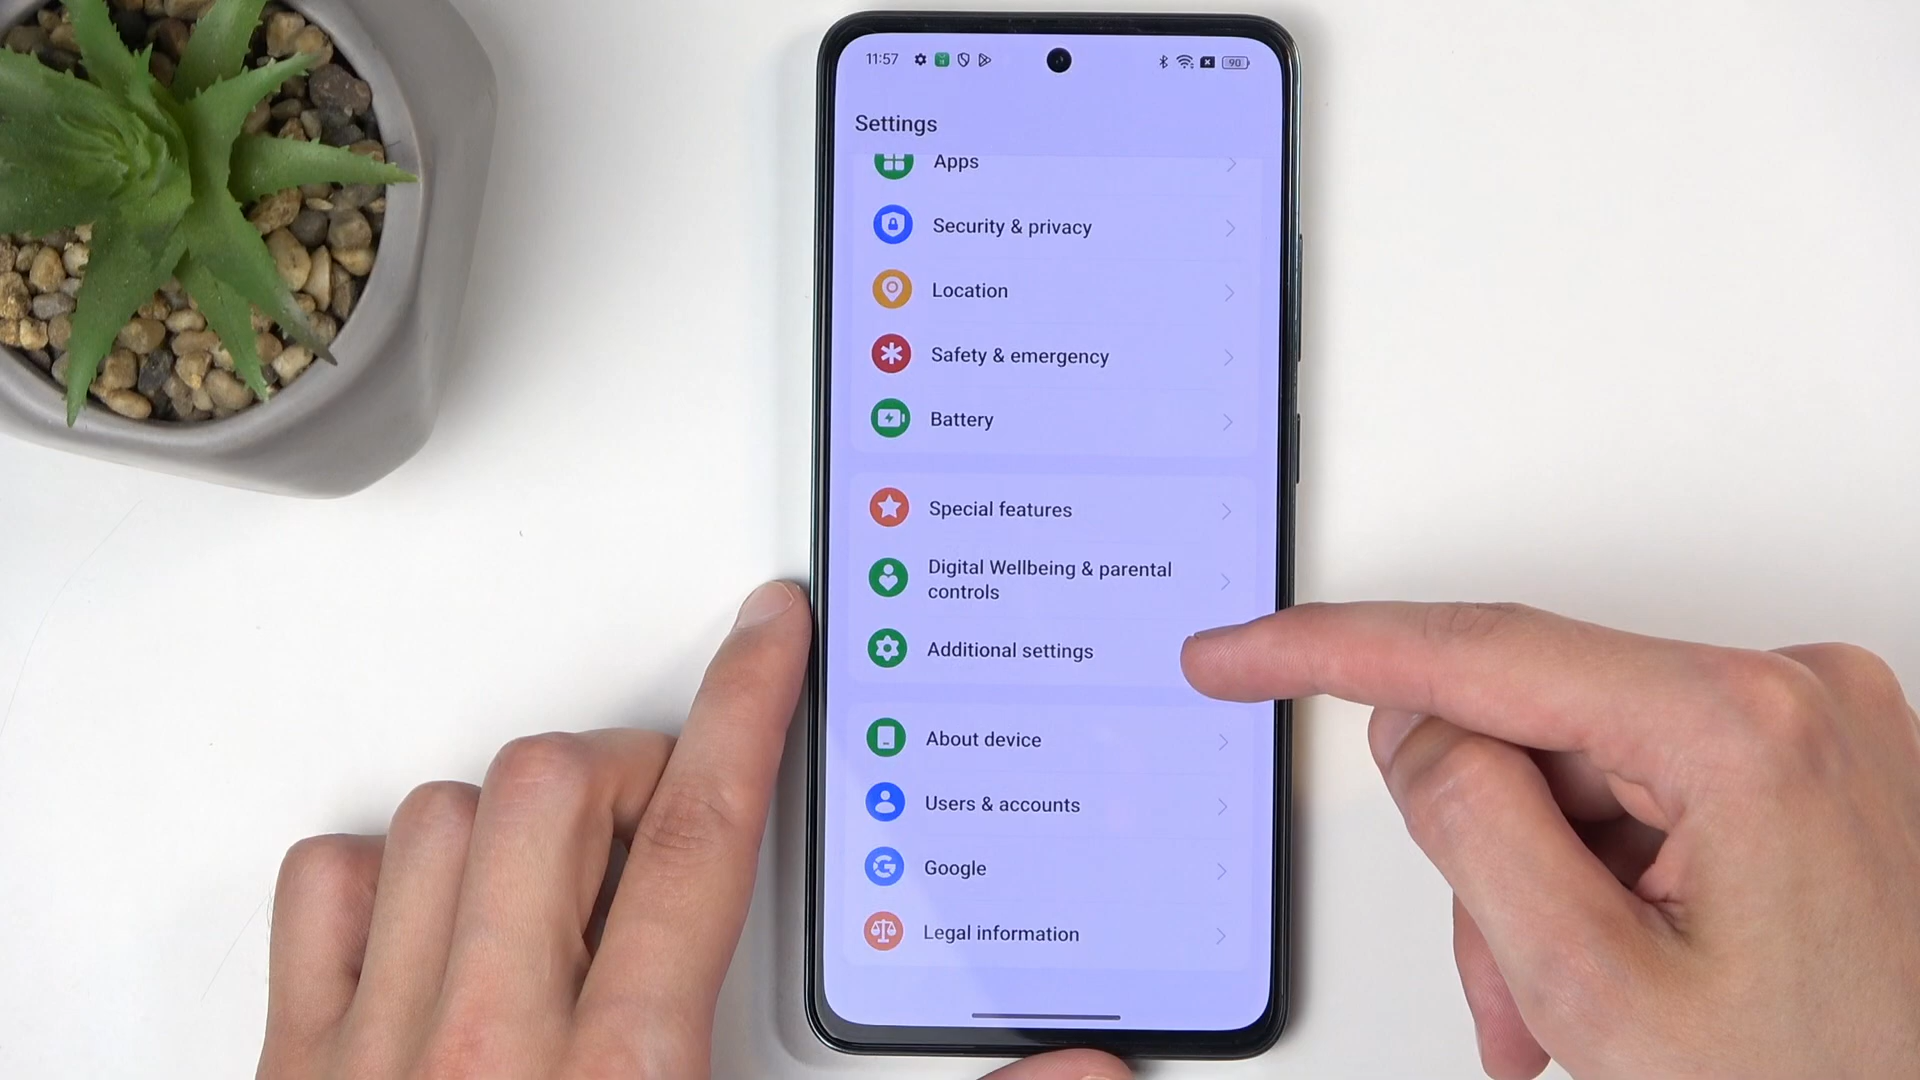 11:57
90
Settings
Apps
Security & privacy
Location
Safety & emergency
Battery
Special features
Digital Wellbeing & parental
controls
Additional settings
About device
Users & accounts
Google
Legal information